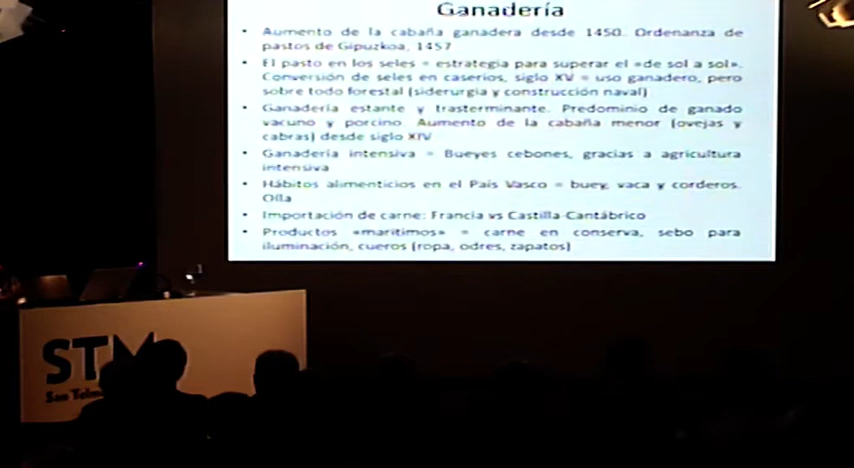 Ganadería
• Aumento de la cabaña ganadera desde 1450. Ordenanza de
pastos de Gipuzkoa, 1457
• El pasto en los seles = estrategia para superar el «de sol a sol».
Conversión de seles en caseríos, siglo XV = uso ganadero, pero
sobre todo forestal (siderurgia y construcción naval)
• Ganadería estante y trasterminante. Predominio de ganado
vacuno y porcino. Aumento de la cabaña menor (ovejas y
cabras) desde siglo XIV
• Ganadería intensiva = Bueyes cebones, gracias a agricultura
intensiva
• Hábitos alimenticios en el País Vasco = buey, vaca y corderos.
Olla
• Importación de carne: Francia vs Castilla-Cantábrico
• Productos «marítimos» = carne en conserva, sebo para
iluminación, cueros (ropa, odres, zapatos)
STM
San